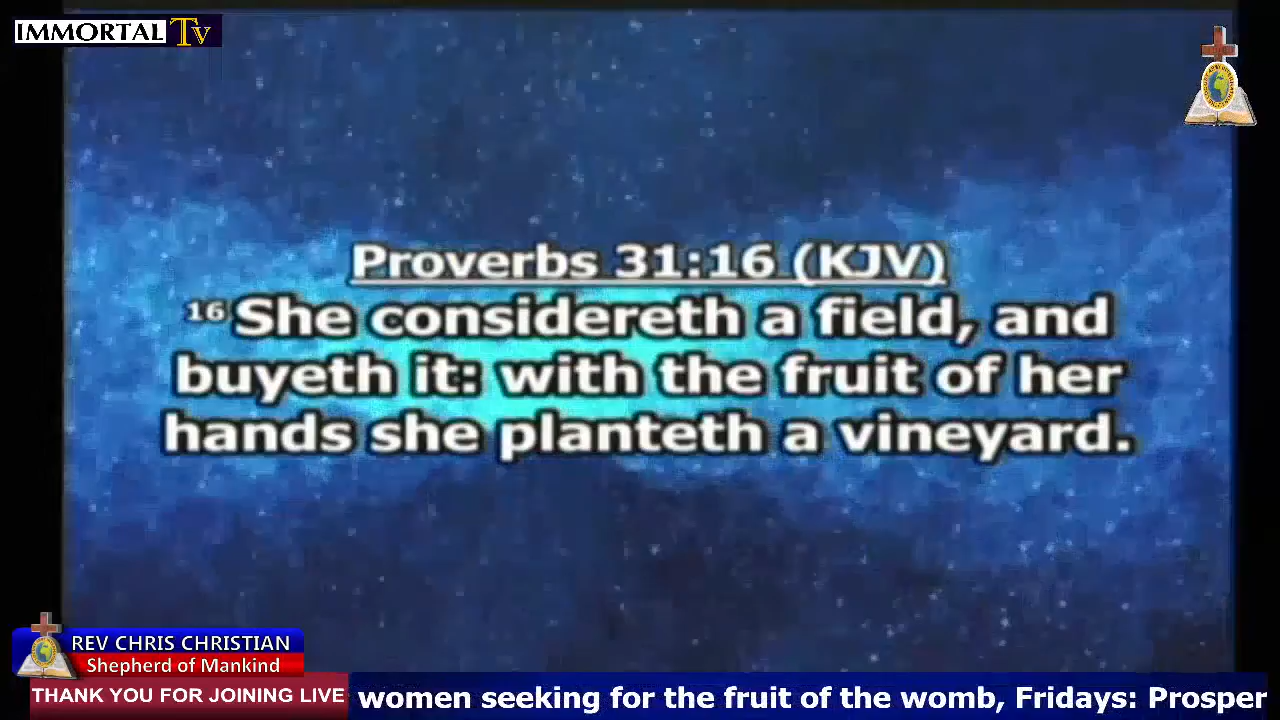 IMMORTAL Tv
Proverbs 31:16 (KJV)
16 She considereth a field, and
buyeth it: with the fruit of her
hands she planteth a vineyard.
REV CHRIS CHRISTIAN
Shepherd of Mankind
THANK YOU FOR JOINING LIVE
women seeking for the fruit of the womb, Fridays: Prosper